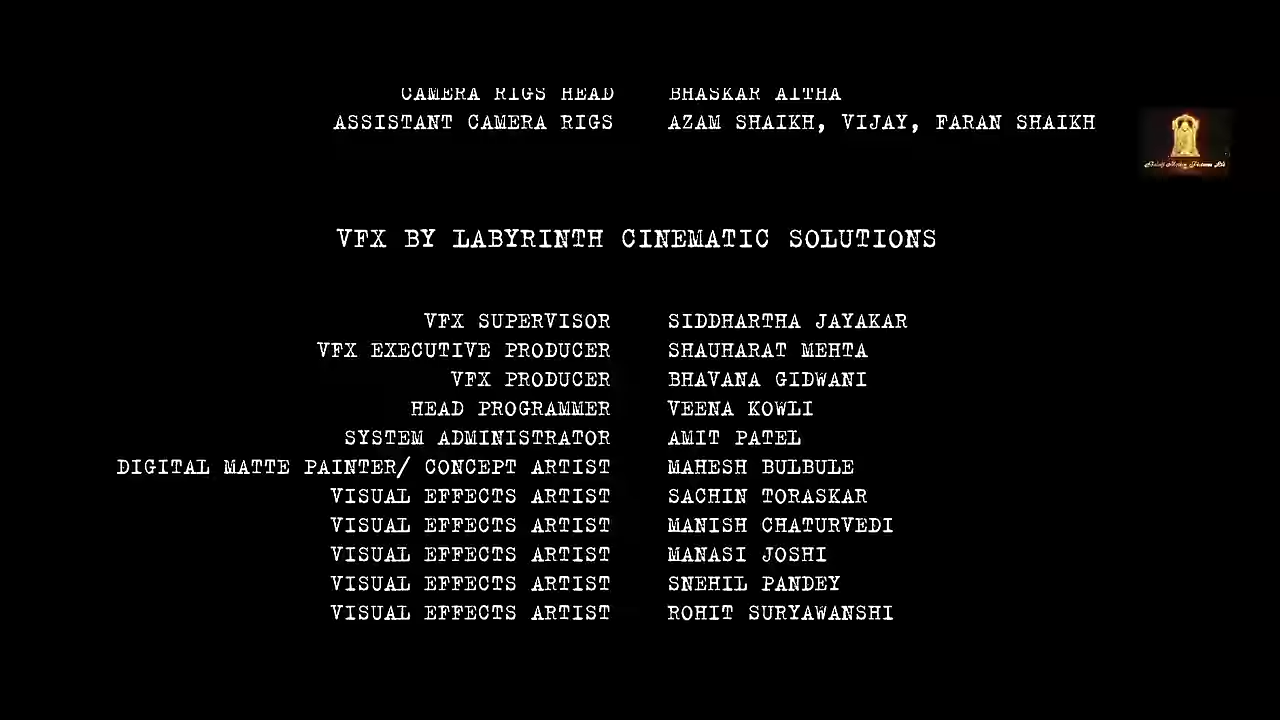 CAMERA RIGS HEAD BHASKAR AITHA
ASSISTANT CAMERA RIGS AZAM SHAIKH, VIJAY, FARAN SHAIKH
VFX BY LABYRINTH CINEMATIC SOLUTIONS
VFX SUPERVISOR SIDDHARTHA JAYAKAR
VFX EXECUTIVE PRODUCER SHAUHARAT MEHTA
VFX PRODUCER BHAVANA GIDWANI
HEAD PROGRAMMER VEENA KOWLI
SYSTEM ADMINISTRATOR AMIT PATEL
DIGITAL MATTE PAINTER/ CONCEPT ARTIST MAHESH BULBULE
VISUAL EFFECTS ARTIST SACHIN TORASKAR
VISUAL EFFECTS ARTIST MANISH CHATURVEDI
VISUAL EFFECTS ARTIST MANASI JOSHI
VISUAL EFFECTS ARTIST SNEHIL PANDEY
VISUAL EFFECTS ARTIST ROHIT SURYAWANSHI